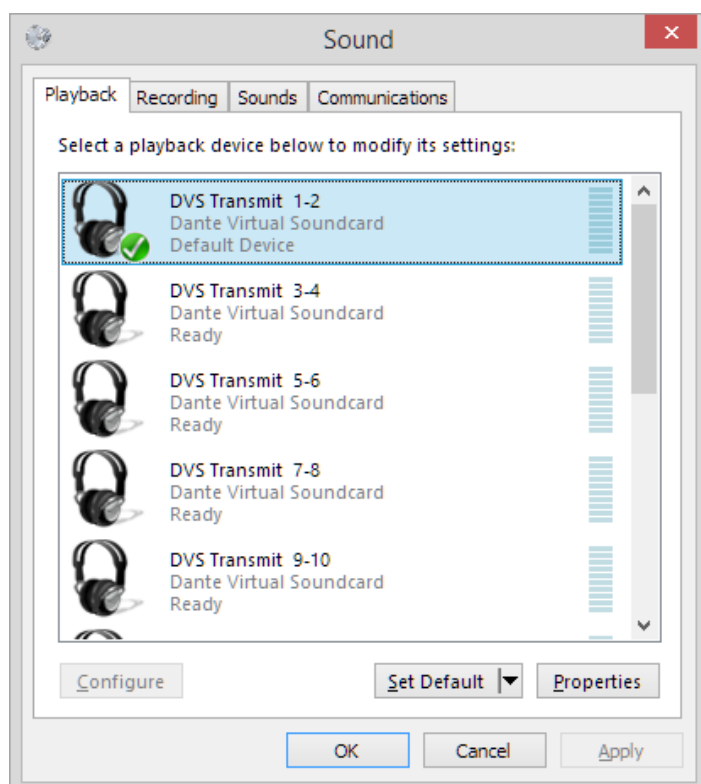 Sound
Playback Recording Sounds Communications
Select a playback device below to modify its settings:
DVS Transmit 1-2
Dante Virtual Soundcard
Default Device
DVS Transmit 3-4
Dante Virtual Soundcard
Ready
DVS Transmit 5-6
Dante Virtual Soundcard
Ready
DVS Transmit 7-8
Dante Virtual Soundcard
Ready
DVS Transmit 9-10
Dante Virtual Soundcard
Ready
Configure Set Default Properties
OK Cancel Apply